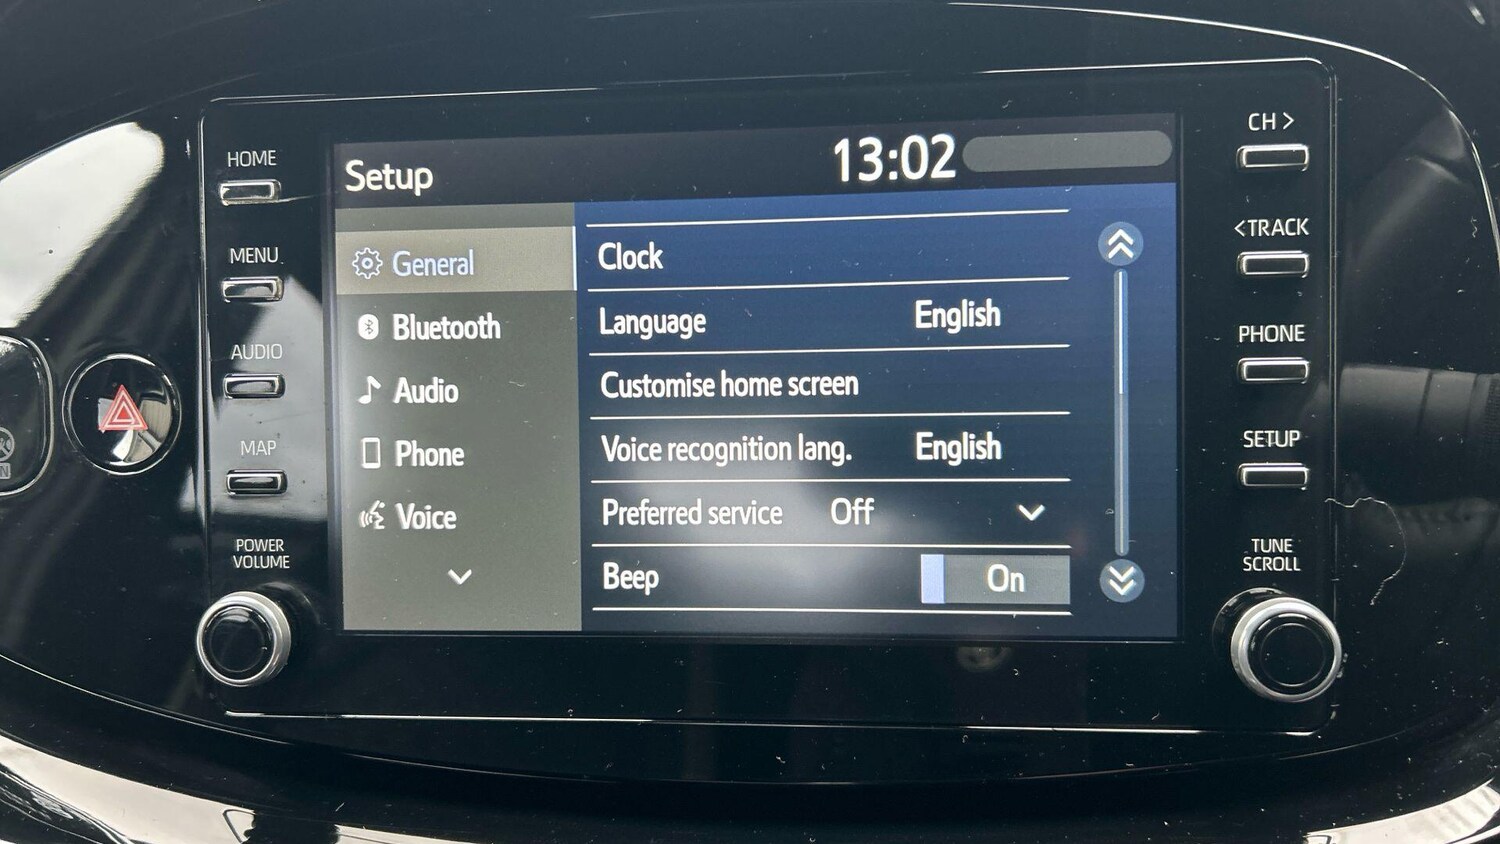 HOME
MENU
AUDIO
MAP
POWER
VOLUME
Setup
13:02
General
Bluetooth
Audio
Phone
Voice
Clock
Language English
Customise home screen
Voice recognition lang. English
Preferred service Off
Beep On
CH >
<TRACK
PHONE
SETUP
TUNE
SCROLL